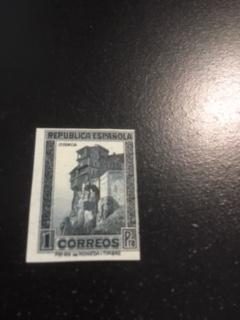 REPUBLICA ESPAÑOLA
CUENCA
1 CORREOS Pta